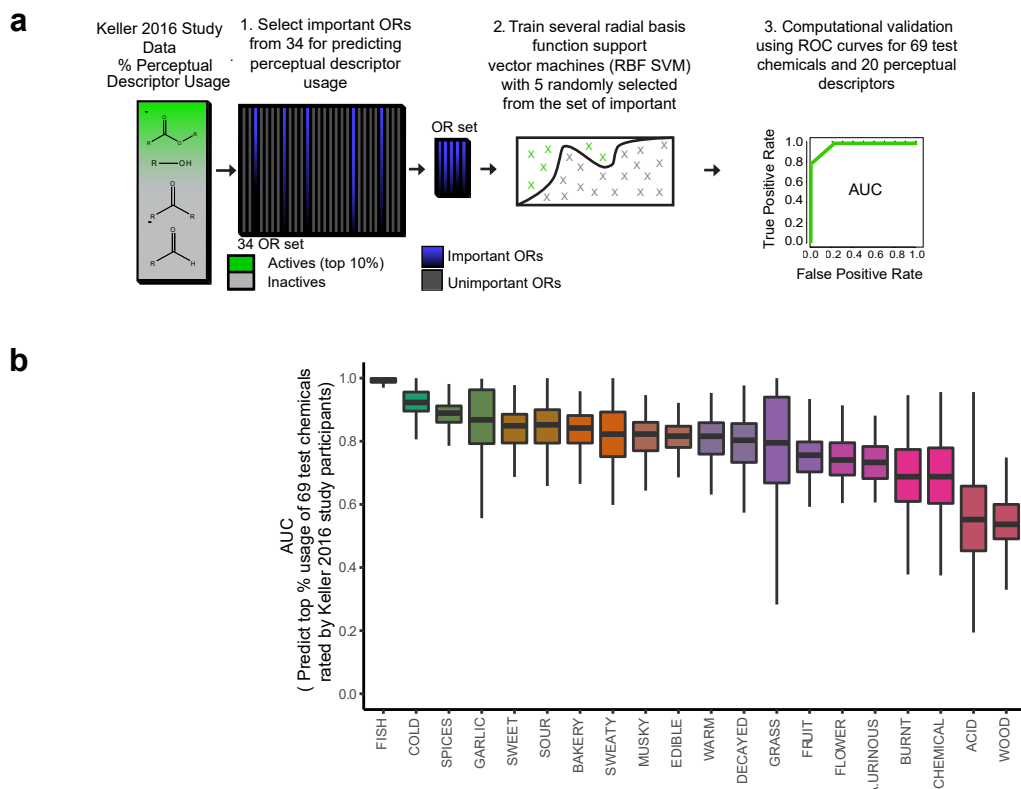 a
Keller 2016 Study
Data
% Perceptual
Descriptor Usage
1. Select important ORs
from 34 for predicting
perceptual descriptor
usage
2. Train several radial basis
function support
vector machines (RBF SVM)
with 5 randomly selected
from the set of important
3. Computational validation
using ROC curves for 69 test
chemicals and 20 perceptual
descriptors
O
R
O
R
R
OH
O
R
R
O
R
H
34 OR set
Actives (top 10%)
Inactives
OR set
Important ORs
Unimportant ORs
X X X X X X X X X X X X X X X X X X X X X X X X X
True Positive Rate
1.0
0.8
0.6
0.4
0.2
0.0
AUC
0.0 0.2 0.4 0.6 0.8 1.0
False Positive Rate
b
AUC
( Predict top % usage of 69 test chemicals
rated by Keller 2016 study participants)
1.0
0.8
0.6
0.4
0.2
0.0
FISH
COLD
SPICES
GARLIC
SWEET
SOUR
BAKERY
SWEATY
MUSKY
EDIBLE
WARM
DECAYED
GRASS
FRUIT
FLOWER
A.URINOUS
BURNT
CHEMICAL
ACID
WOOD